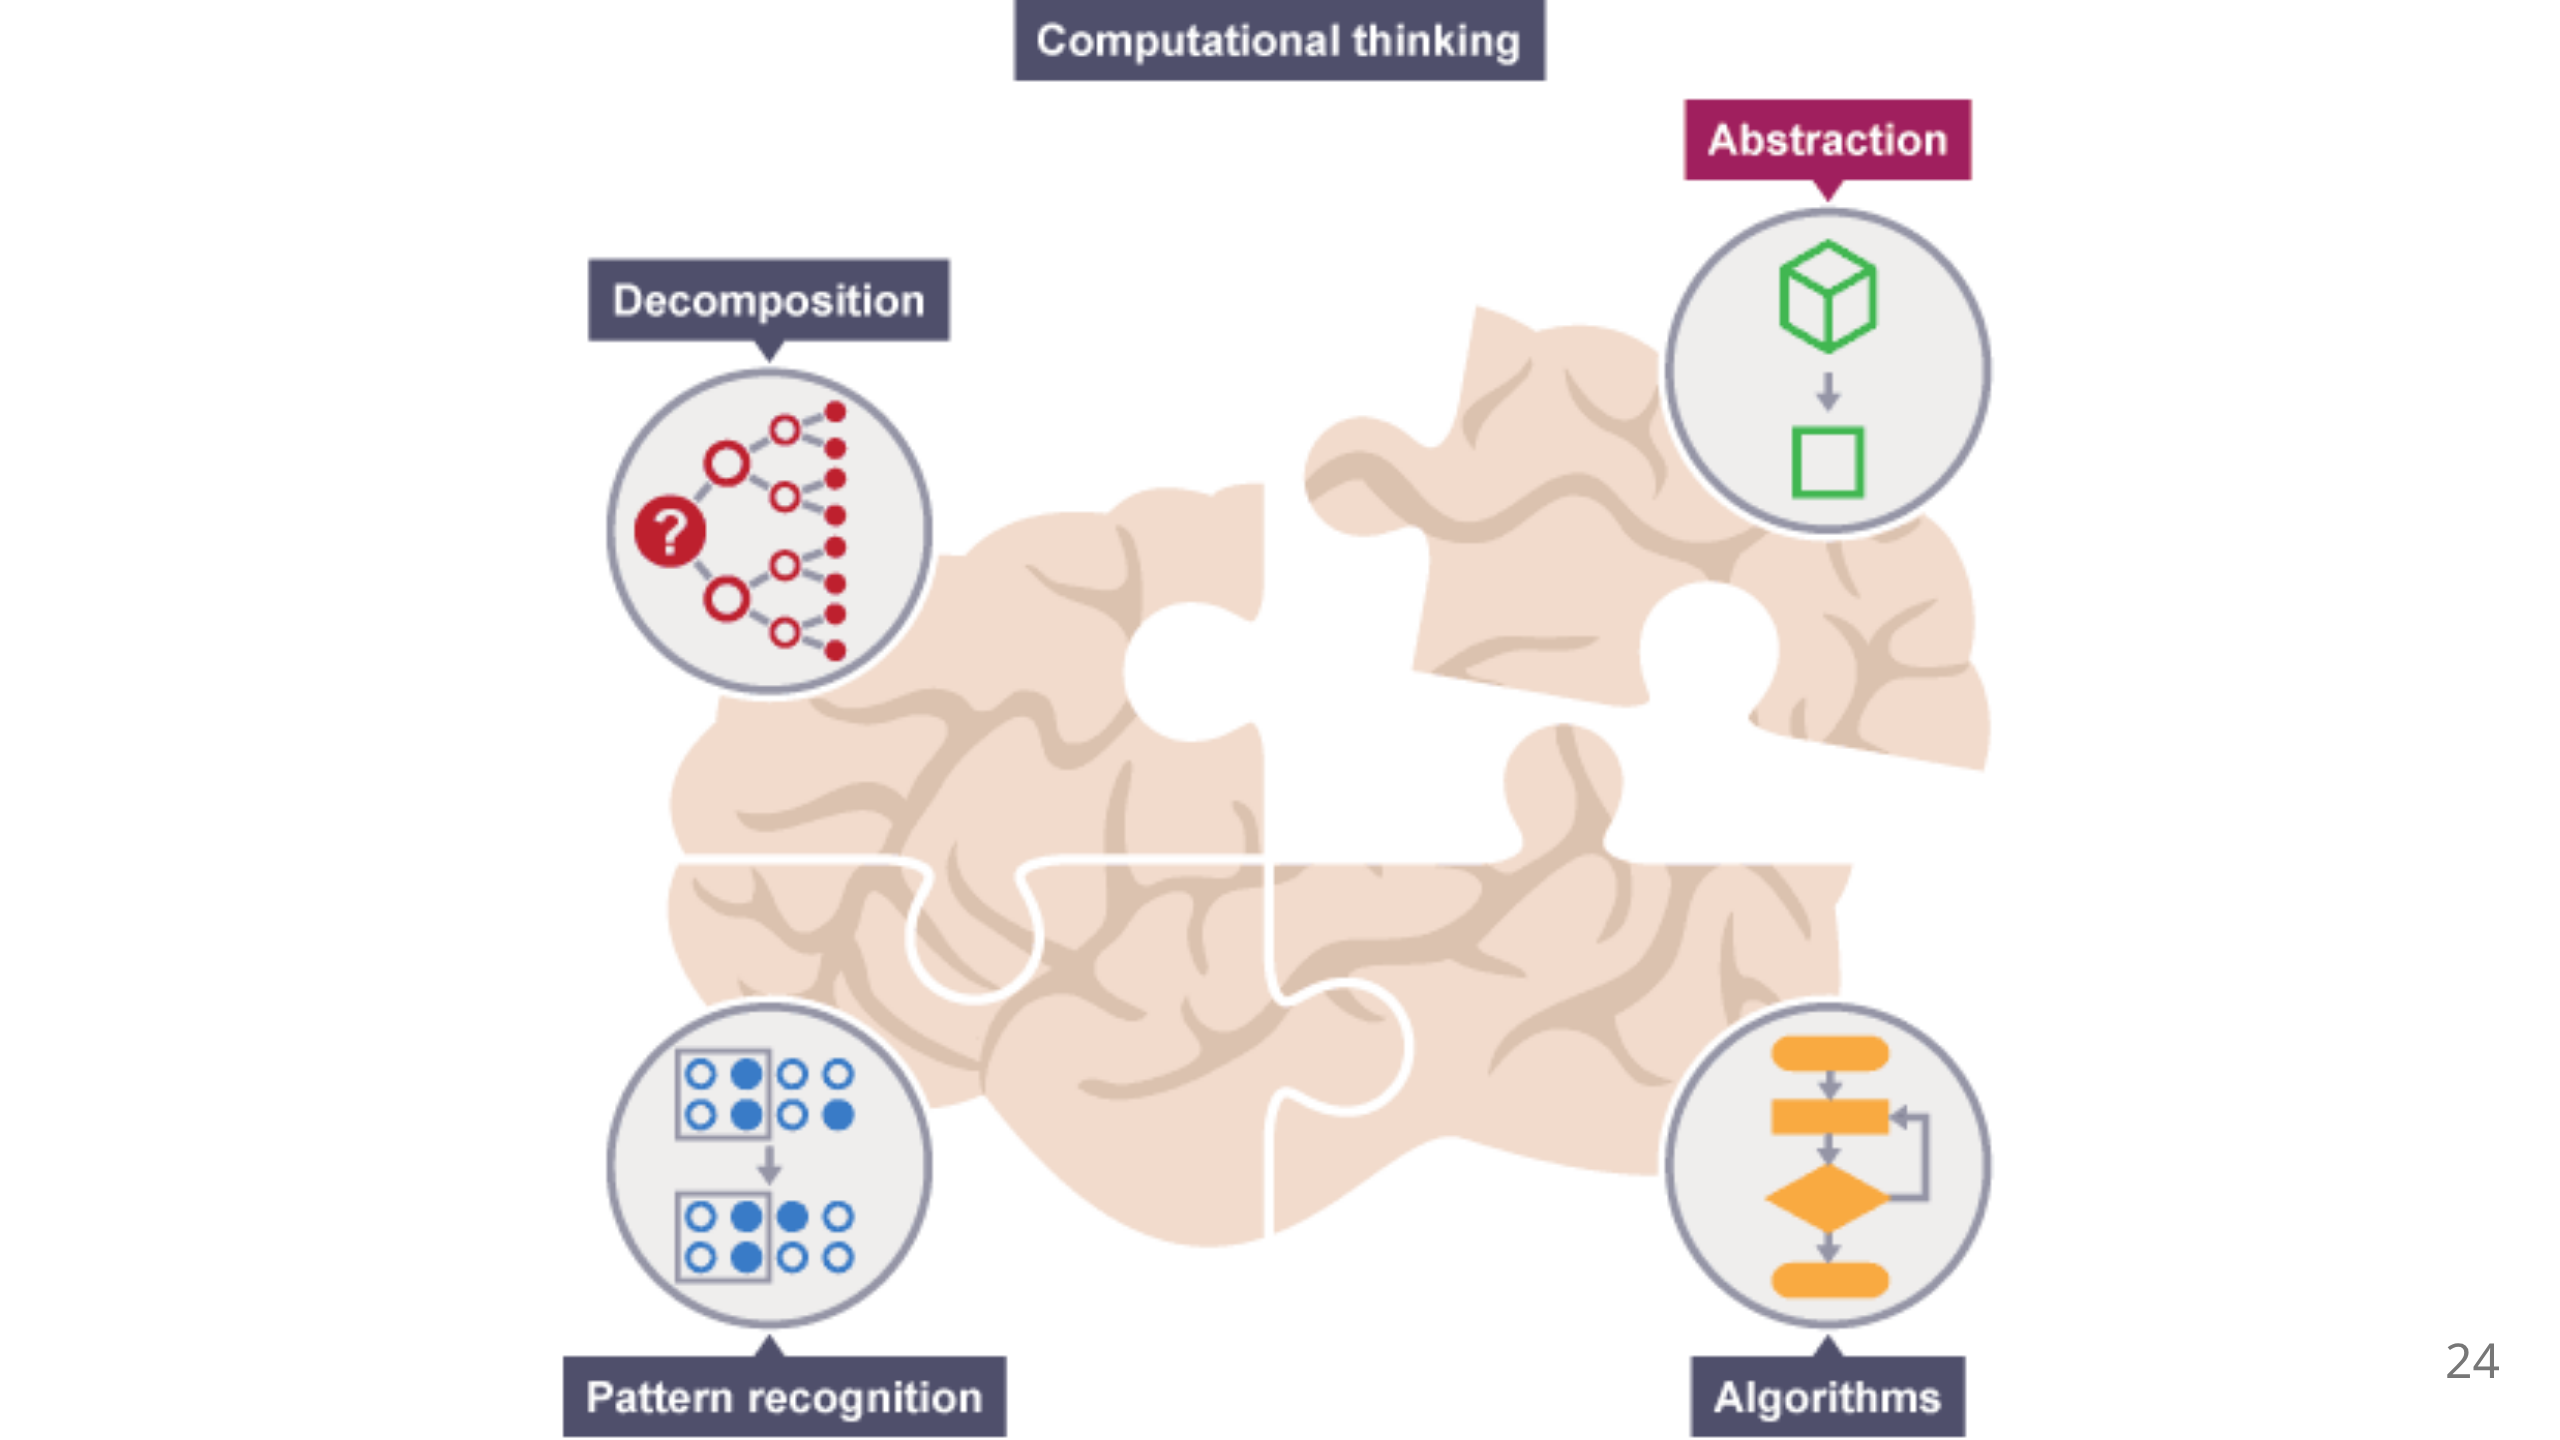 Computational thinking
Abstraction
Decomposition
?
Pattern recognition
Algorithms
24